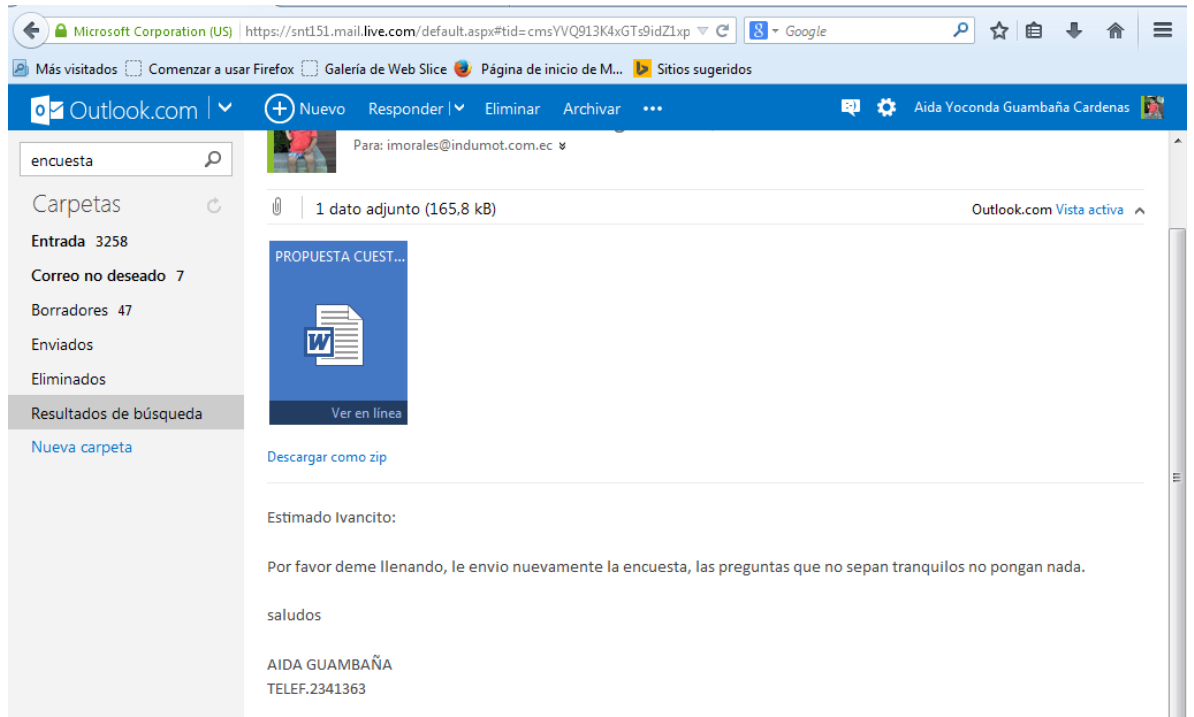 Microsoft Corporation (US) https://snt151.mail.live.com/default.aspx#tid=cmsYVQ913K4xGTs9idZ1xp 8 Google
Más visitados Comenzar a usar Firefox Galería de Web Slice Página de inicio de M... Sitios sugeridos
Outlook.com Nuevo Responder Eliminar Archivar ••• Aida Yoconda Guambaña Cardenas
encuesta
Carpetas
Entrada 3258
Correo no deseado 7
Borradores 47
Enviados
Eliminados
Resultados de búsqueda
Nueva carpeta
Para: imorales@indumot.com.ec
1 dato adjunto (165,8 kB) Outlook.com Vista activa
PROPUESTA CUEST...
W
Ver en línea
Descargar como zip
Estimado Ivancito:
Por favor deme llenando, le envio nuevamente la encuesta, las preguntas que no sepan tranquilos no pongan nada.
saludos
AIDA GUAMBAÑA
TELEF.2341363